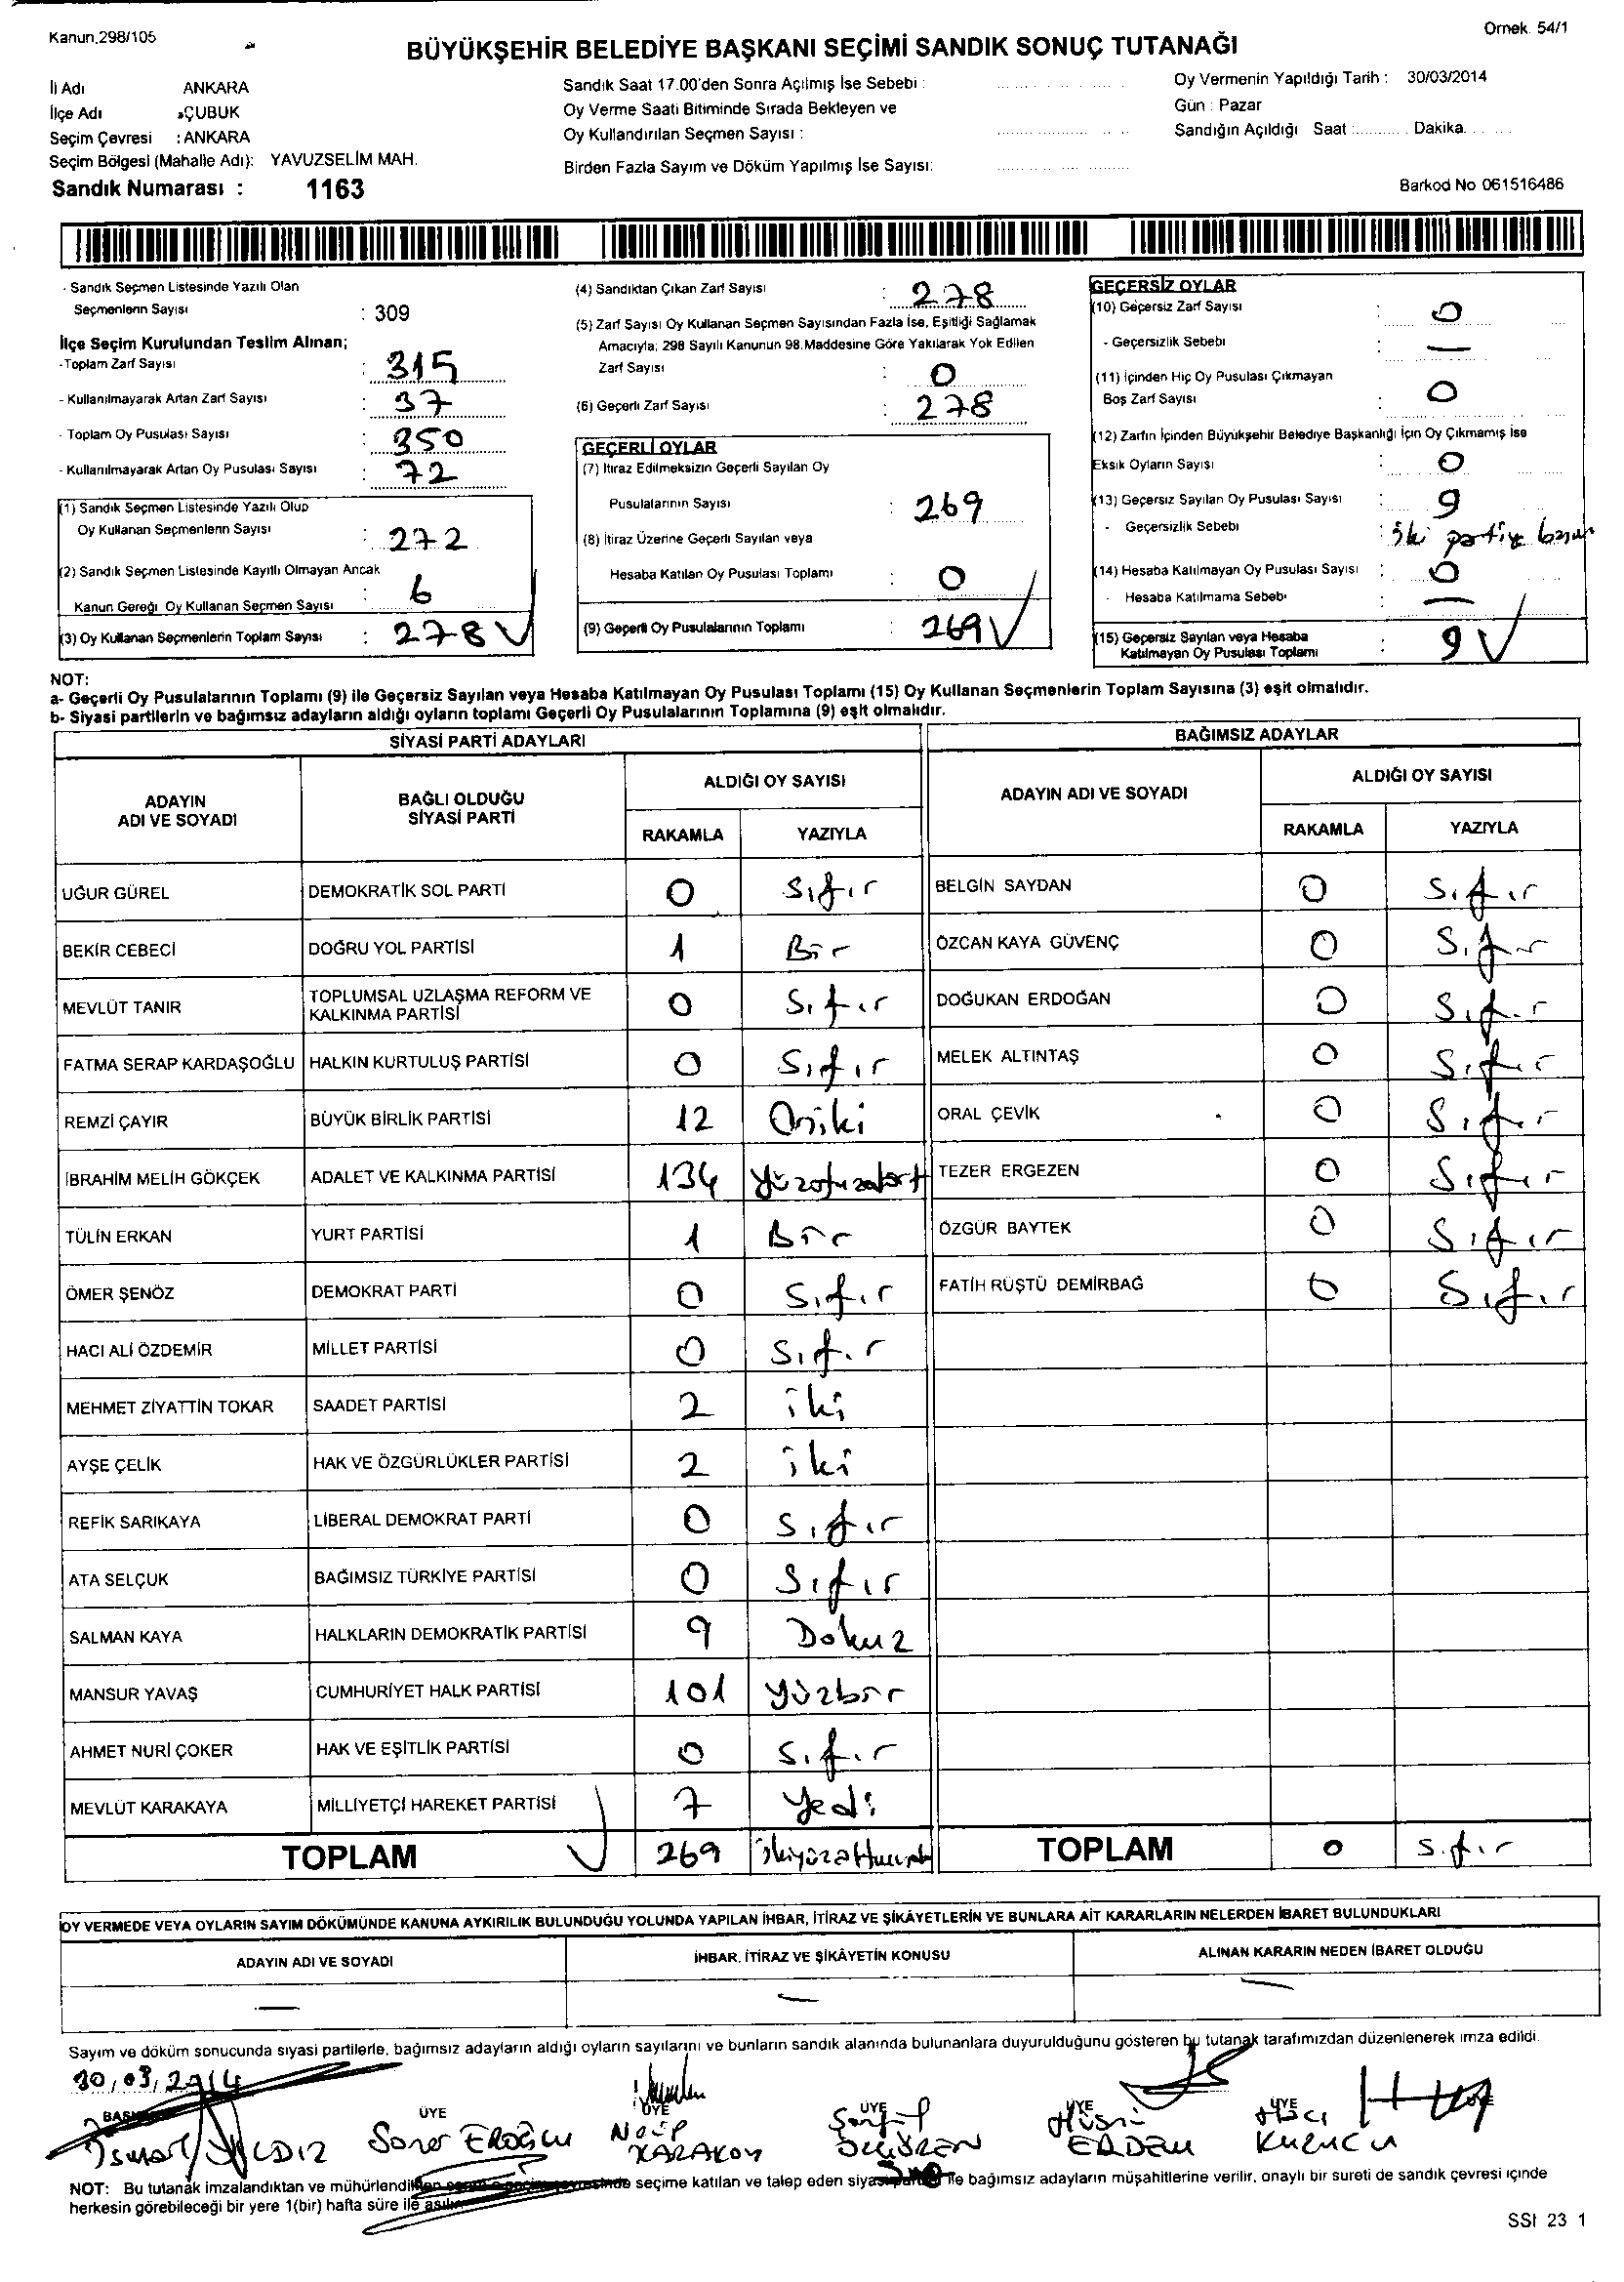 Kanun.298/105
Örnek. 54/1
BÜYÜKŞEHİR BELEDİYE BAŞKANI SEÇİMİ SANDIK SONUÇ TUTANAĞI
İli Adı ANKARA
İlçe Adı :ÇUBUK
Seçim Çevresi : ANKARA
Seçim Bölgesi (Mahalle Adı): YAVUZSELİM MAH.
Sandık Numarası : 1163
Sandık Saat 17.00'den Sonra Açılmış İse Sebebi :
Oy Verme Saati Bitiminde Sırada Bekleyen ve
Oy Kullandırılan Seçmen Sayısı :
Birden Fazla Sayım ve Döküm Yapılmış İse Sayısı:
Oy Vermenin Yapıldığı Tarih : 30/03/2014
Gün : Pazar
Sandığın Açıldığı Saat :........... Dakika.
Barkod No 061516486
- Sandık Seçmen Listesinde Yazılı Olan
Seçmenlerin Sayısı : 309
İlçe Seçim Kurulundan Teslim Alınan;
-Toplam Zarf Sayısı : 315
- Kullanılmayarak Artan Zarf Sayısı : 37
- Toplam Oy Pusulası Sayısı : 350
- Kullanılmayarak Artan Oy Pusulası Sayısı : 72
(1) Sandık Seçmen Listesinde Yazılı Olup
Oy Kullanan Seçmenlerin Sayısı : 272
(2) Sandık Seçmen Listesinde Kayıtlı Olmayan Ancak
Kanun Gereği Oy Kullanan Seçmen Sayısı : 6
(3) Oy Kullanan Seçmenlerin Toplam Sayısı : 278
(4) Sandıktan Çıkan Zarf Sayısı : 278
(5) Zarf Sayısı Oy Kullanan Seçmen Sayısından Fazla İse, Eşitliği Sağlamak
Amacıyla; 298 Sayılı Kanunun 98.Maddesine Göre Yakılarak Yok Edilen
Zarf Sayısı : 0
(6) Geçerli Zarf Sayısı : 278
GEÇERLİ OYLAR
(7) İtiraz Edilmeksizin Geçerli Sayılan Oy
Pusulalarının Sayısı : 269
(8) İtiraz Üzerine Geçerli Sayılan veya
Hesaba Katılan Oy Pusulası Toplamı : 0
(9) Geçerli Oy Pusulalarının Toplamı : 269
GEÇERSİZ OYLAR
(10) Geçersiz Zarf Sayısı : 0
- Geçersizlik Sebebi : —
(11) İçinden Hiç Oy Pusulası Çıkmayan
Boş Zarf Sayısı : 0
(12) Zarfın İçinden Büyükşehir Belediye Başkanlığı İçin Oy Çıkmamış İse
Eksik Oyların Sayısı : 0
(13) Geçersiz Sayılan Oy Pusulası Sayısı : 9
- Geçersizlik Sebebi : iki partiye
(14) Hesaba Katılmayan Oy Pusulası Sayısı : 0
- Hesaba Katılmama Sebebi : —
(15) Geçersiz Sayılan veya Hesaba
Katılmayan Oy Pusulası Toplamı : 9
NOT:
a- Geçerli Oy Pusulalarının Toplamı (9) ile Geçersiz Sayılan veya Hesaba Katılmayan Oy Pusulası Toplamı (15) Oy Kullanan Seçmenlerin Toplam Sayısına (3) eşit olmalıdır.
b- Siyasi partilerin ve bağımsız adayların aldığı oyların toplamı Geçerli Oy Pusulalarının Toplamına (9) eşit olmalıdır.
SİYASİ PARTİ ADAYLARI
ADAYIN ADI VE SOYADI BAĞLI OLDUĞU SİYASİ PARTİ ALDIĞI OY SAYISI
RAKAMLA YAZIYLA
UĞUR GÜREL DEMOKRATİK SOL PARTİ 0 Sıfır
BEKİR CEBECİ DOĞRU YOL PARTİSİ 1 Bir
MEVLÜT TANIR TOPLUMSAL UZLAŞMA REFORM VE KALKINMA PARTİSİ 0 Sıfır
FATMA SERAP KARDAŞOĞLU HALKIN KURTULUŞ PARTİSİ 0 Sıfır
REMZİ ÇAYIR BÜYÜK BİRLİK PARTİSİ 12 Oniki
İBRAHİM MELİH GÖKÇEK ADALET VE KALKINMA PARTİSİ 134 Yüzotuzdört
TÜLİN ERKAN YURT PARTİSİ 1 Bir
ÖMER ŞENÖZ DEMOKRAT PARTİ 0 Sıfır
HACI ALİ ÖZDEMİR MİLLET PARTİSİ 0 Sıfır
MEHMET ZİYATTİN TOKAR SAADET PARTİSİ 2 iki
AYŞE ÇELİK HAK VE ÖZGÜRLÜKLER PARTİSİ 2 iki
REFİK SARIKAYA LİBERAL DEMOKRAT PARTİ 0 Sıfır
ATA SELÇUK BAĞIMSIZ TÜRKİYE PARTİSİ 0 Sıfır
SALMAN KAYA HALKLARIN DEMOKRATİK PARTİSİ 9 Dokuz
MANSUR YAVAŞ CUMHURİYET HALK PARTİSİ 101 Yüzbir
AHMET NURİ ÇOKER HAK VE EŞİTLİK PARTİSİ 0 Sıfır
MEVLÜT KARAKAYA MİLLİYETÇİ HAREKET PARTİSİ 7 Yedi
TOPLAM 269
BAĞIMSIZ ADAYLAR
ADAYIN ADI VE SOYADI ALDIĞI OY SAYISI
RAKAMLA YAZIYLA
BELGİN SAYDAN 0 Sıfır
ÖZCAN KAYA GÜVENÇ 0 Sıfır
DOĞUKAN ERDOĞAN 0 Sıfır
MELEK ALTINTAŞ 0 Sıfır
ORAL ÇEVİK 0 Sıfır
TEZER ERGEZEN 0 Sıfır
ÖZGÜR BAYTEK 0 Sıfır
FATİH RÜŞTÜ DEMİRBAĞ 0 Sıfır
TOPLAM 0 Sıfır
OY VERMEDE VEYA OYLARIN SAYIM DÖKÜMÜNDE KANUNA AYKIRILIK BULUNDUĞU YOLUNDA YAPILAN İHBAR, İTİRAZ VE ŞİKÂYETLERİN VE BUNLARA AİT KARARLARIN NELERDEN İBARET BULUNDUKLARI
ADAYIN ADI VE SOYADI İHBAR, İTİRAZ VE ŞİKÂYETİN KONUSU ALINAN KARARIN NEDEN İBARET OLDUĞU
— — —
Sayım ve döküm sonucunda siyasi partilerle, bağımsız adayların aldığı oyların sayılarını ve bunların sandık alanında bulunanlara duyurulduğunu gösteren bu tutanak tarafımızdan düzenlenerek imza edildi.
30/03/2014
ÜYE ÜYE ÜYE ÜYE ÜYE
İsmail YILDIZ Soner EROĞLU KARAKOY ERDEM Hacı KURUCU
NOT: Bu tutanak imzalandıktan ve mühürlendikten seçime katılan ve talep eden ile bağımsız adayların müşahitlerine verilir, onaylı bir sureti de sandık çevresi içinde
herkesin görebileceği bir yere 1(bir) hafta süre ile
SSI 23 1